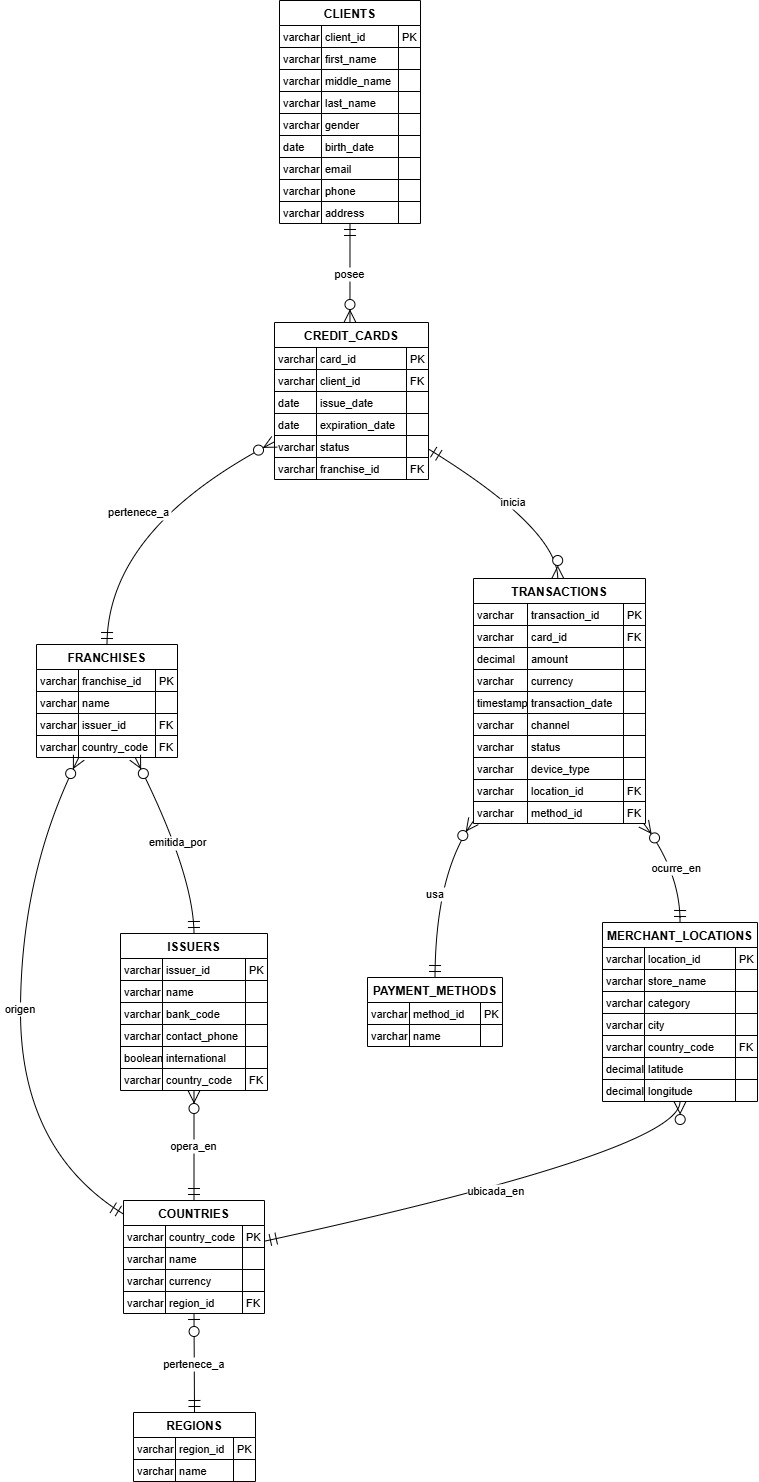 CLIENTS
varchar client_id PK
varchar first_name
varchar middle_name
varchar last_name
varchar gender
date birth_date
varchar email
varchar phone
varchar address
posee
CREDIT_CARDS
varchar card_id PK
varchar client_id FK
date issue_date
date expiration_date
varchar status
varchar franchise_id FK
pertenece_a
inicia
TRANSACTIONS
varchar transaction_id PK
varchar card_id FK
decimal amount
varchar currency
timestamp transaction_date
varchar channel
varchar status
varchar device_type
varchar location_id FK
varchar method_id FK
FRANCHISES
varchar franchise_id PK
varchar name
varchar issuer_id FK
varchar country_code FK
emitida_por
usa
ocurre_en
ISSUERS
varchar issuer_id PK
varchar name
varchar bank_code
varchar contact_phone
boolean international
varchar country_code FK
PAYMENT_METHODS
varchar method_id PK
varchar name
MERCHANT_LOCATIONS
varchar location_id PK
varchar store_name
varchar category
varchar city
varchar country_code FK
decimal latitude
decimal longitude
origen
opera_en
ubicada_en
COUNTRIES
varchar country_code PK
varchar name
varchar currency
varchar region_id FK
pertenece_a
REGIONS
varchar region_id PK
varchar name